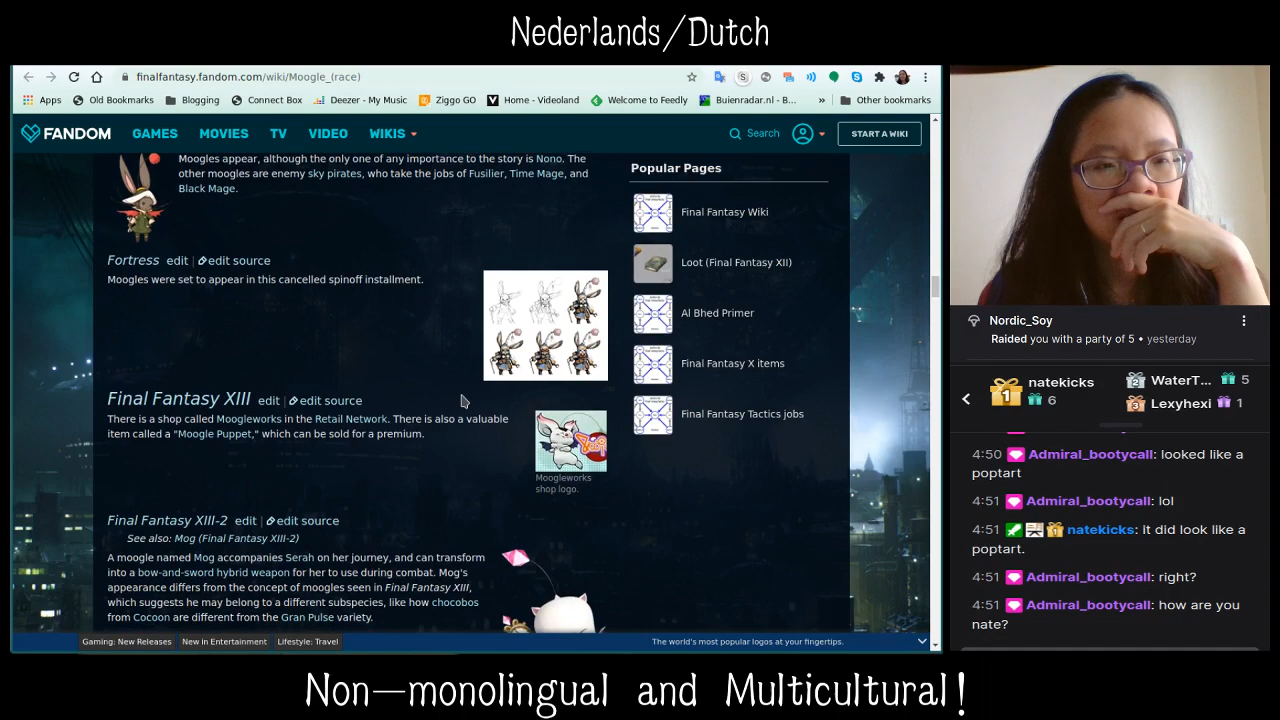 Nederlands/Dutch
finalfantasy.fandom.com/wiki/Moogle_(race)
Apps Old Bookmarks Blogging Connect Box Deezer - My Music Ziggo GO Home - Videoland Welcome to Feedly Buienradar.nl - B... » Other bookmarks
FANDOM GAMES MOVIES TV VIDEO WIKIS Search START A WIKI
Moogles appear, although the only one of any importance to the story is Nono. The
other moogles are enemy sky pirates, who take the jobs of Fusilier, Time Mage, and
Black Mage.
Fortress edit | edit source
Moogles were set to appear in this cancelled spinoff installment.
Final Fantasy XIII edit | edit source
There is a shop called Moogleworks in the Retail Network. There is also a valuable
item called a "Moogle Puppet," which can be sold for a premium.
Moogleworks
shop logo.
Final Fantasy XIII-2 edit | edit source
See also: Mog (Final Fantasy XIII-2)
A moogle named Mog accompanies Serah on her journey, and can transform
into a bow-and-sword hybrid weapon for her to use during combat. Mog's
appearance differs from the concept of moogles seen in Final Fantasy XIII,
which suggests he may belong to a different subspecies, like how chocobos
from Cocoon are different from the Gran Pulse variety.
Popular Pages
Final Fantasy Wiki
Loot (Final Fantasy XII)
Al Bhed Primer
Final Fantasy X items
Final Fantasy Tactics jobs
Gaming: New Releases New in Entertainment Lifestyle: Travel The world's most popular logos at your fingertips.
Nordic_Soy
Raided you with a party of 5 • yesterday
1 natekicks 6
2 WaterT... 5
3 Lexyhexi 1
4:50 Admiral_bootycall: looked like a
poptart
4:51 Admiral_bootycall: lol
4:51 natekicks: it did look like a
poptart.
4:51 Admiral_bootycall: right?
4:51 Admiral_bootycall: how are you
nate?
Non-monolingual and Multicultural!